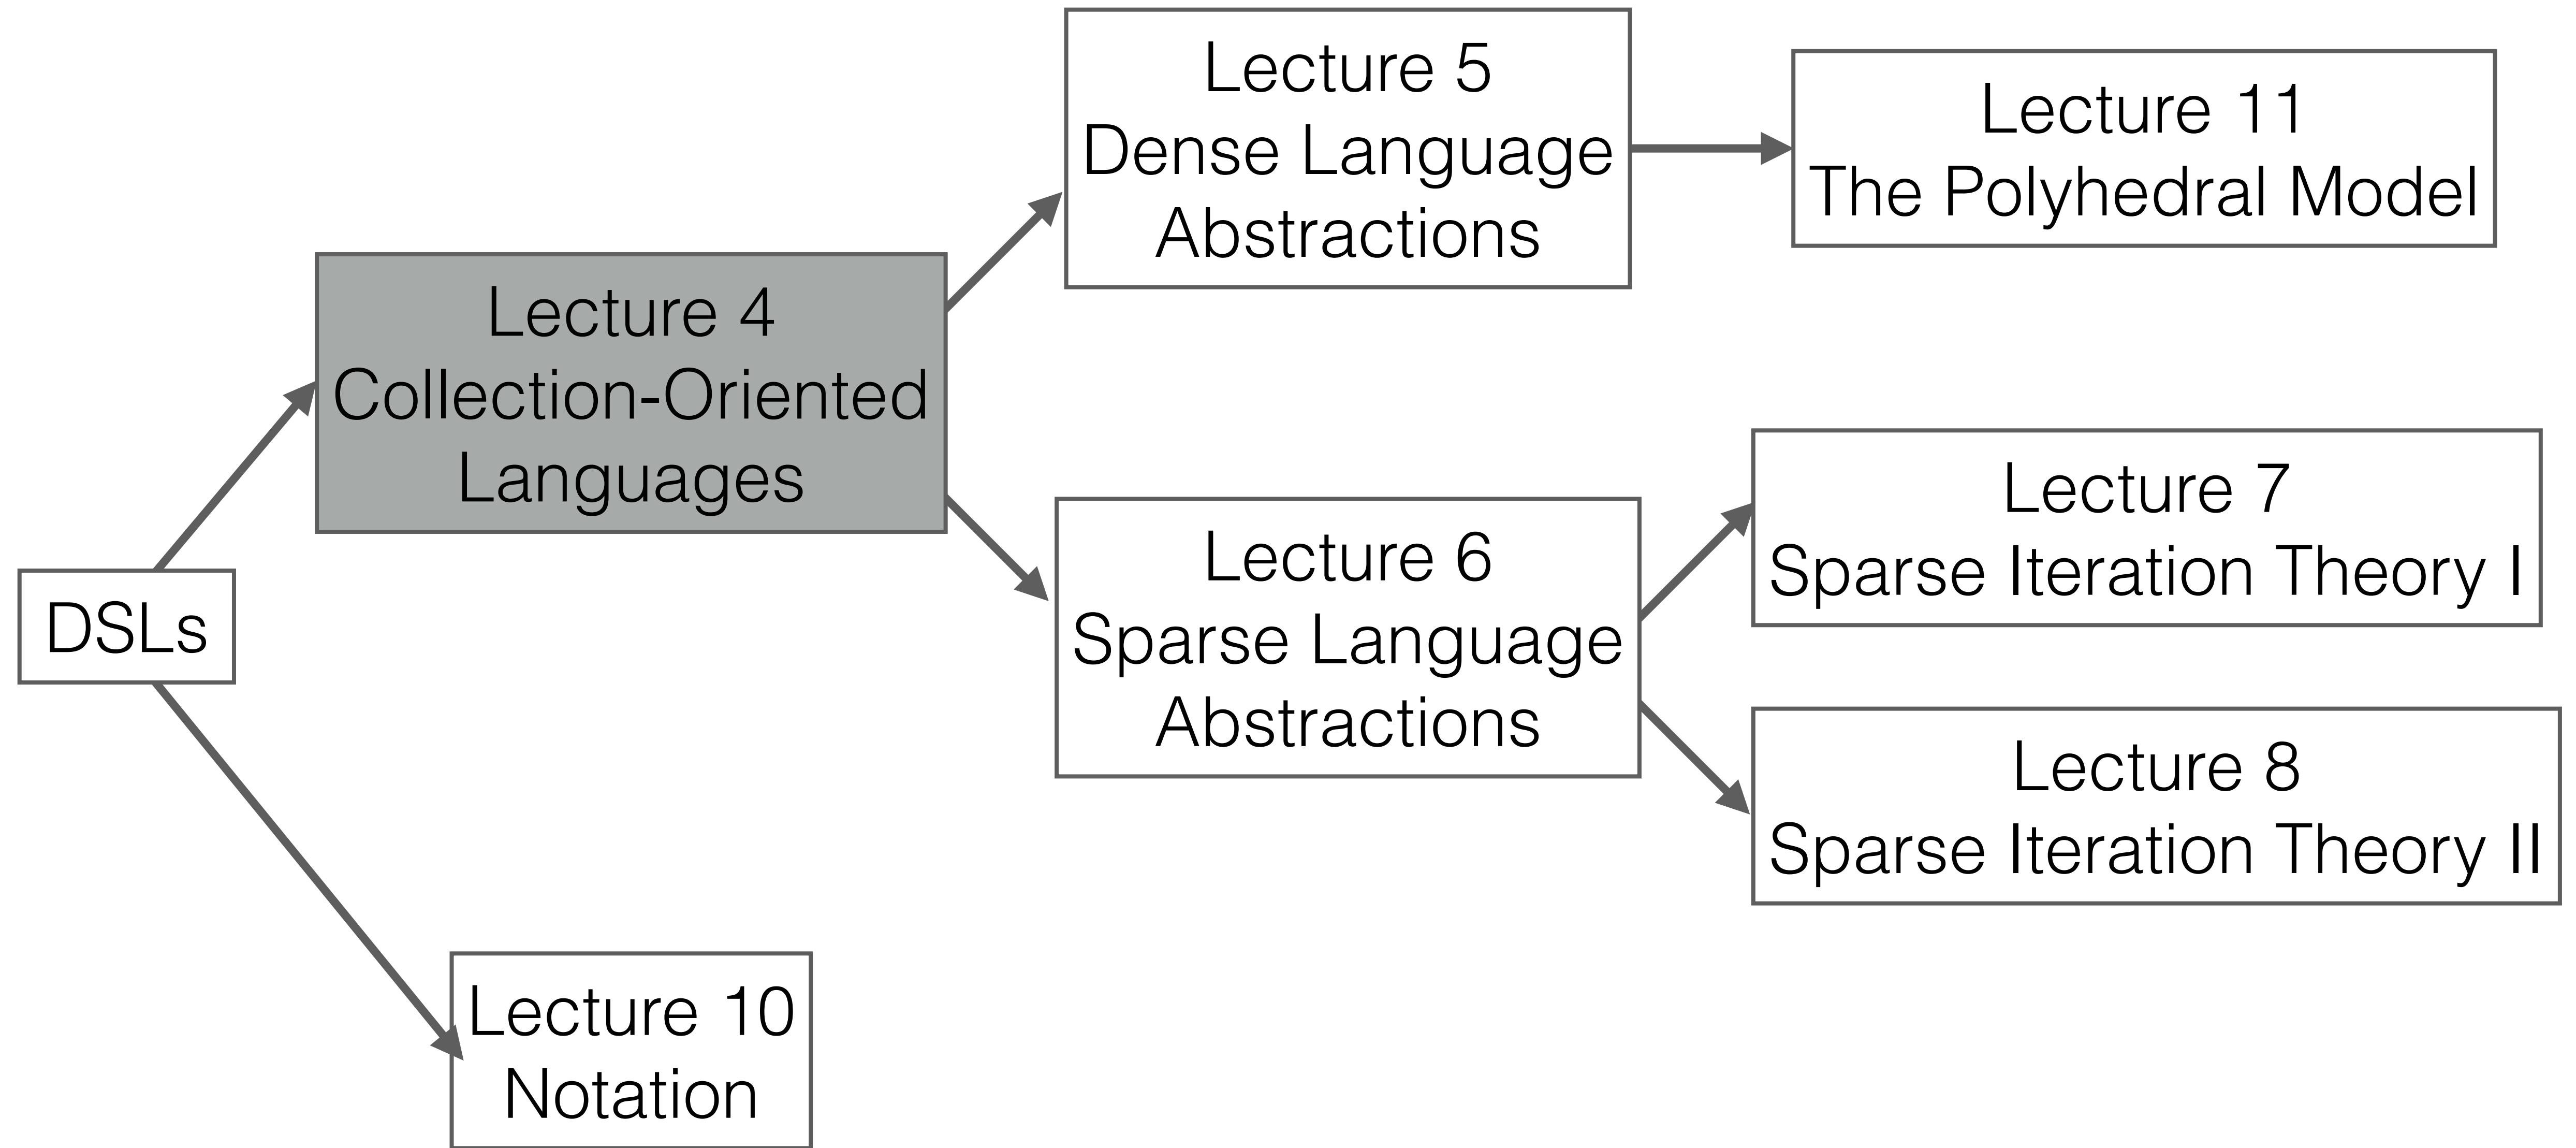 DSLs
Lecture 4
Collection-Oriented
Languages
Lecture 5
Dense Language
Abstractions
Lecture 11
The Polyhedral Model
Lecture 6
Sparse Language
Abstractions
Lecture 7
Sparse Iteration Theory I
Lecture 8
Sparse Iteration Theory II
Lecture 10
Notation